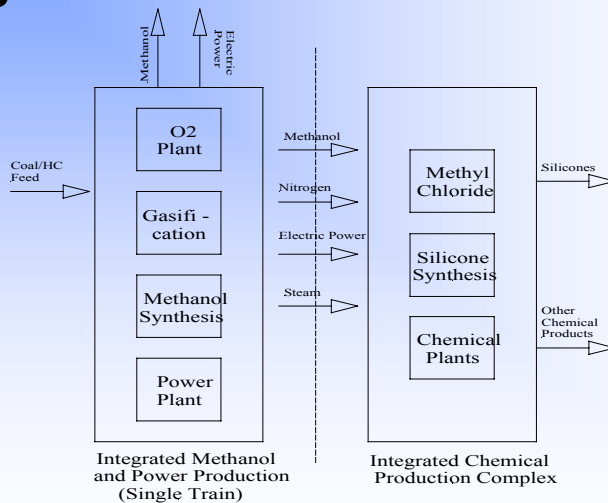 Methanol
Electric
Power
O2
Plant
Coal/HC
Feed
Gasifi -
cation
Methanol
Synthesis
Power
Plant
Methanol
Nitrogen
Electric Power
Steam
Methyl
Chloride
Silicone
Synthesis
Chemical
Plants
Silicones
Other
Chemical
Products
Integrated Methanol
and Power Production
(Single Train)
Integrated Chemical
Production Complex